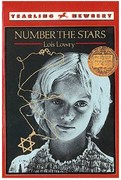 YEARLING NEWBERY
NUMBER THE STARS
Lois Lowry